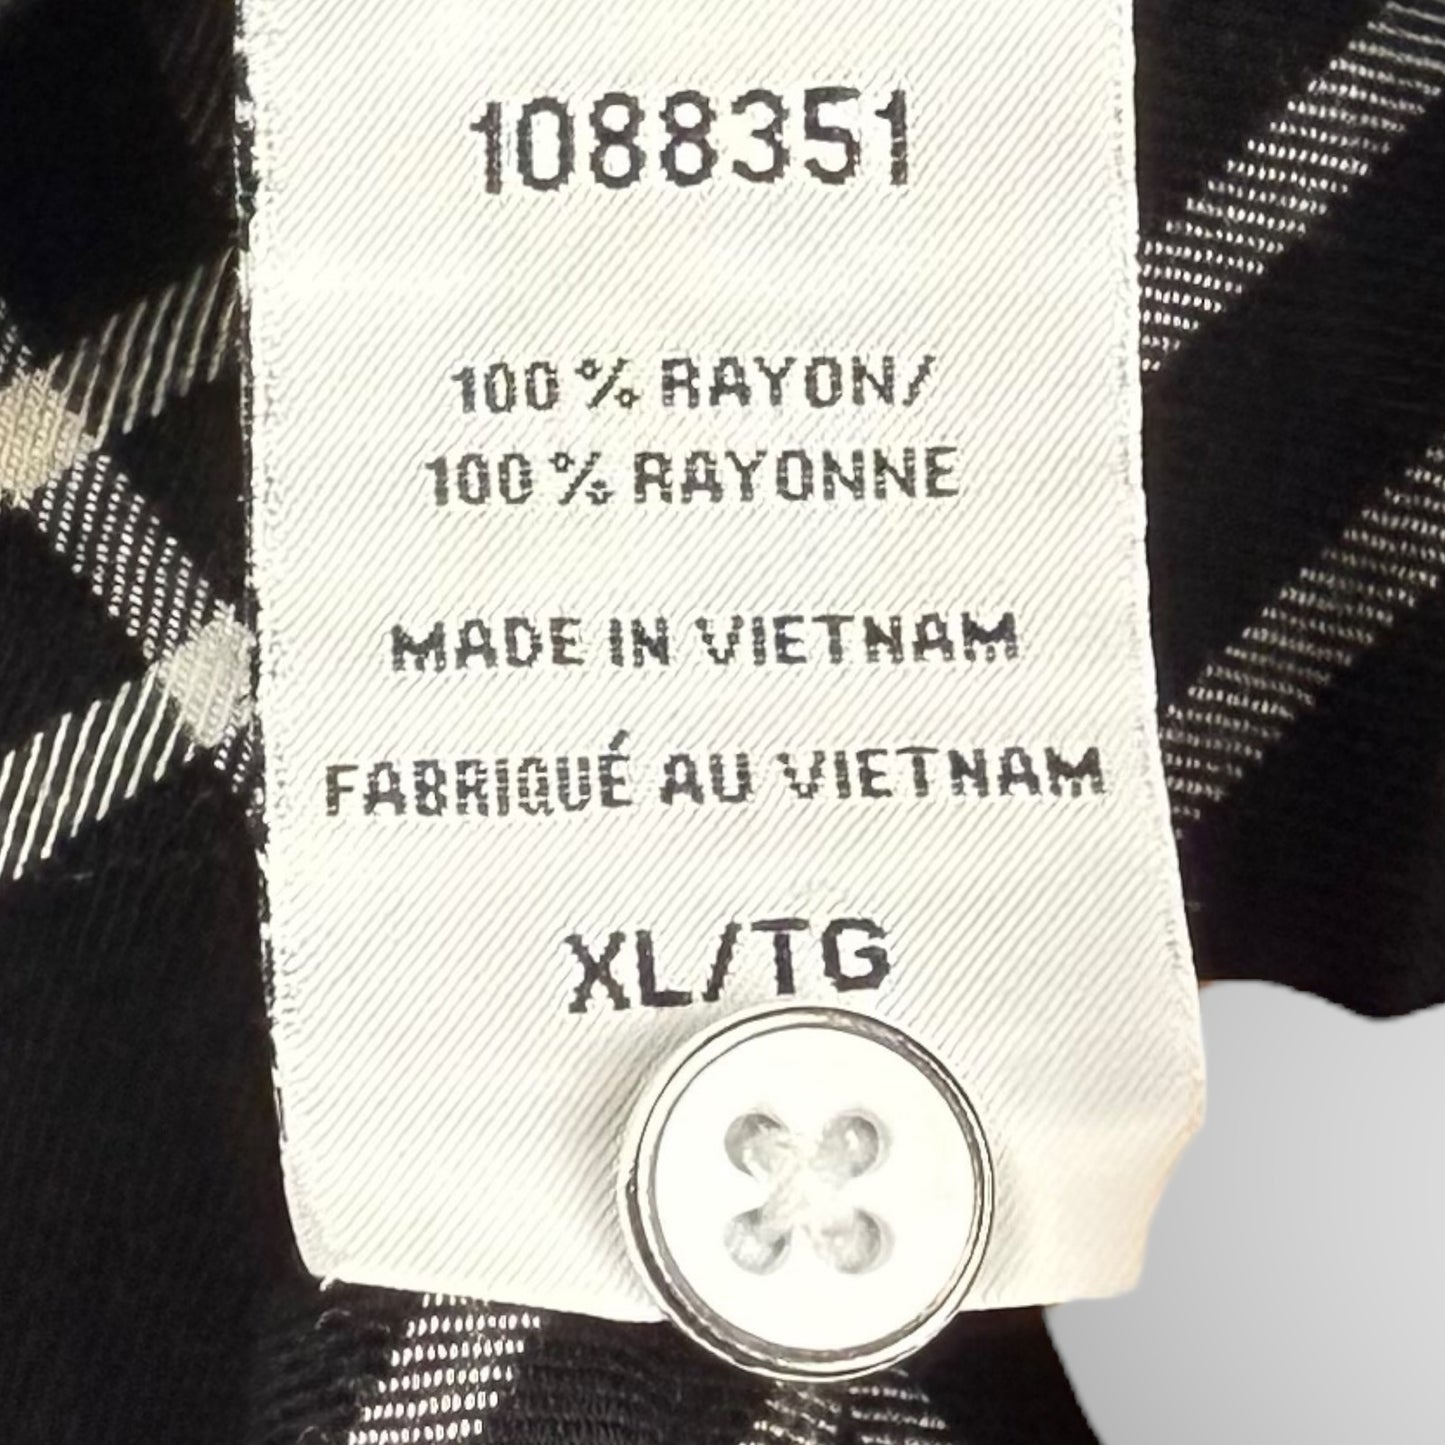 1088351
100% RAYON/
100% RAYONNE
MADE IN VIETNAM
FABRIQUÉ AU VIETNAM
XL/TG